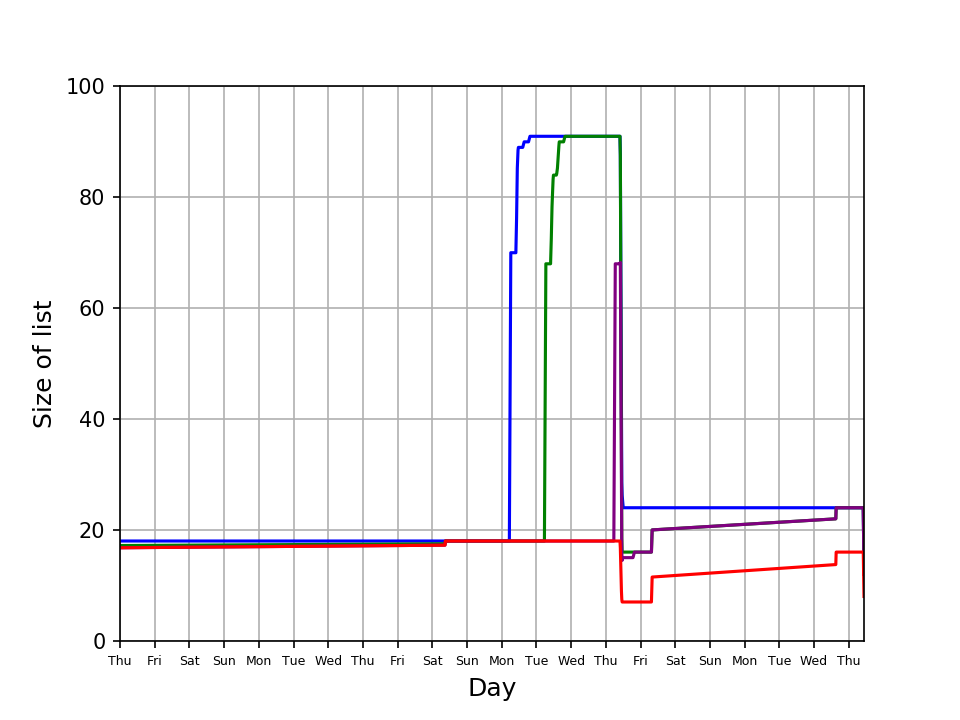 Size of list
100
80
60
40
20
0
Thu Fri Sat Sun Mon Tue Wed Thu Fri Sat Sun Mon Tue Wed Thu Fri Sat Sun Mon Tue Wed Thu
Day